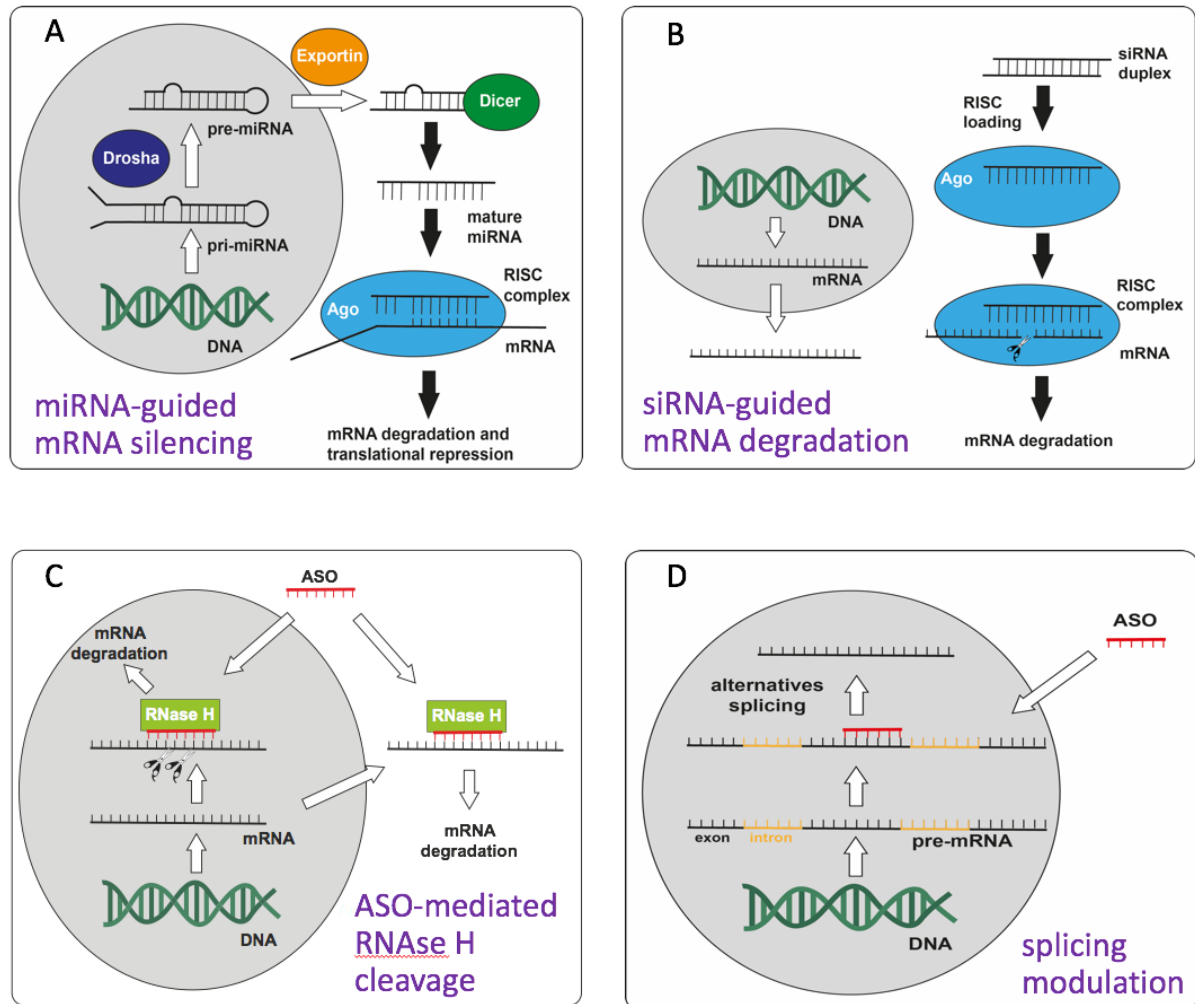 A
Exportin
Dicer
pre-miRNA
Drosha
mature
miRNA
pri-miRNA
RISC
complex
Ago
mRNA
DNA
miRNA-guided
mRNA silencing
mRNA degradation and
translational repression
B
siRNA
duplex
RISC
loading
Ago
DNA
mRNA
RISC
complex
mRNA
siRNA-guided
mRNA degradation
mRNA degradation
C
ASO
mRNA
degradation
RNase H
RNase H
mRNA
mRNA
degradation
DNA
ASO-mediated
RNAse H
cleavage
D
ASO
alternatives
splicing
exon
intron
pre-mRNA
DNA
splicing
modulation